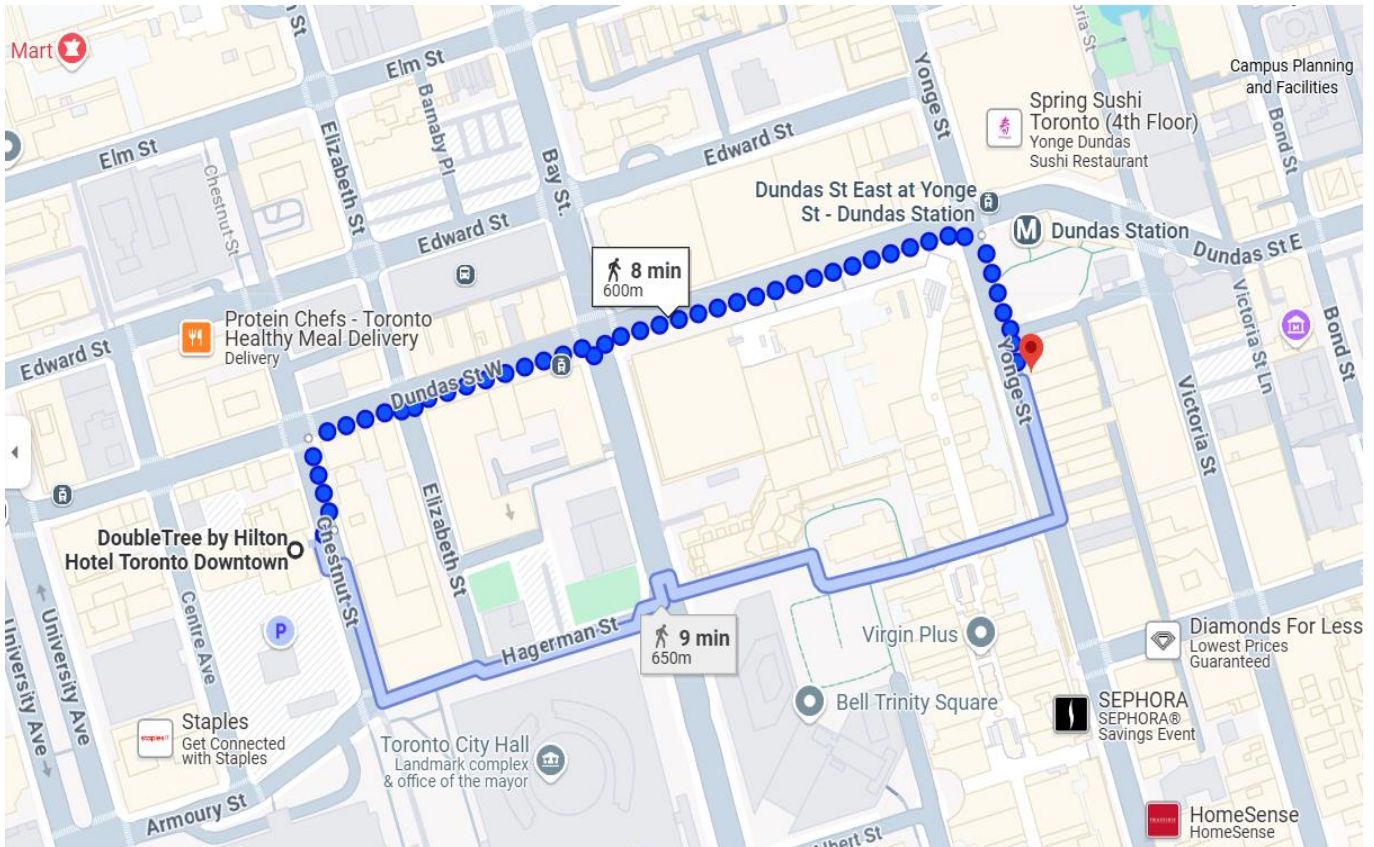 Mart
Elm St
Elm St
Barnaby Pl
Elizabeth St
Chestnut St
Edward St
Edward St
Edward St
Bay St.
Yonge St
Victoria St
Campus Planning
and Facilities
Bond St
Spring Sushi
Toronto (4th Floor)
Yonge Dundas
Sushi Restaurant
Dundas St East at Yonge
St - Dundas Station
M
Dundas Station
Dundas St E
8 min
600m
Protein Chefs - Toronto
Healthy Meal Delivery
Delivery
Dundas St W
Yonge St
Victoria St Ln
M
Bond St
Victoria St
DoubleTree by Hilton
Hotel Toronto Downtown
Chestnut St
Elizabeth St
Centre Ave
University Ave
University Ave
P
Hagerman St
9 min
650m
Virgin Plus
Bell Trinity Square
Diamonds For Less
Lowest Prices
Guaranteed
SEPHORA
SEPHORA®
Savings Event
staples
Staples
Get Connected
with Staples
Toronto City Hall
Landmark complex
& office of the mayor
Armoury St
HomeSense
HomeSense